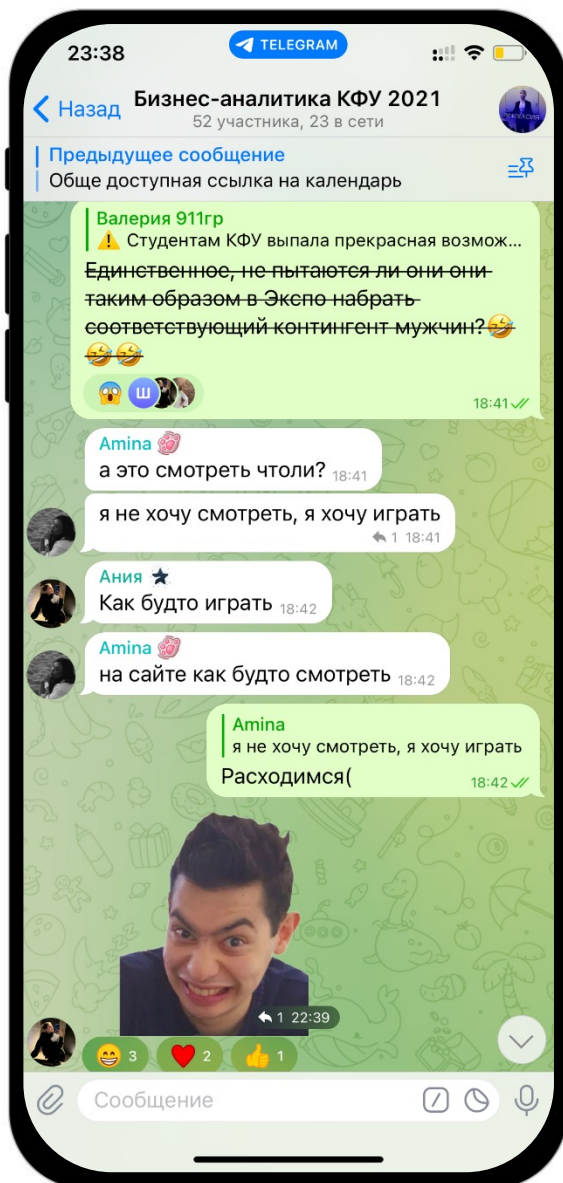 23:38
TELEGRAM
Назад
Бизнес-аналитика КФУ 2021
52 участника, 23 в сети
Предыдущее сообщение
Обще доступная ссылка на календарь
Валерия 911гр
⚠️ Студентам КФУ выпала прекрасная возмож...
Единственное, не пытаются ли они они
таким образом в Экспо набрать
соответствующий контингент мужчин?🤣
🤣🤣
Ш
18:41
Amina
а это смотреть чтоли? 18:41
я не хочу смотреть, я хочу играть
1 18:41
Ания
Как будто играть 18:42
Amina
на сайте как будто смотреть 18:42
Amina
я не хочу смотреть, я хочу играть
Расходимся( 18:42
1 22:39
3 2 1
Сообщение